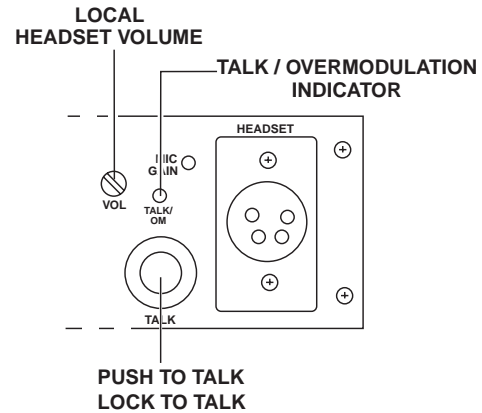 LOCAL
HEADSET VOLUME
TALK / OVERMODULATION
INDICATOR
HEADSET
MIC
GAIN
VOL
TALK/
OM
TALK
PUSH TO TALK
LOCK TO TALK